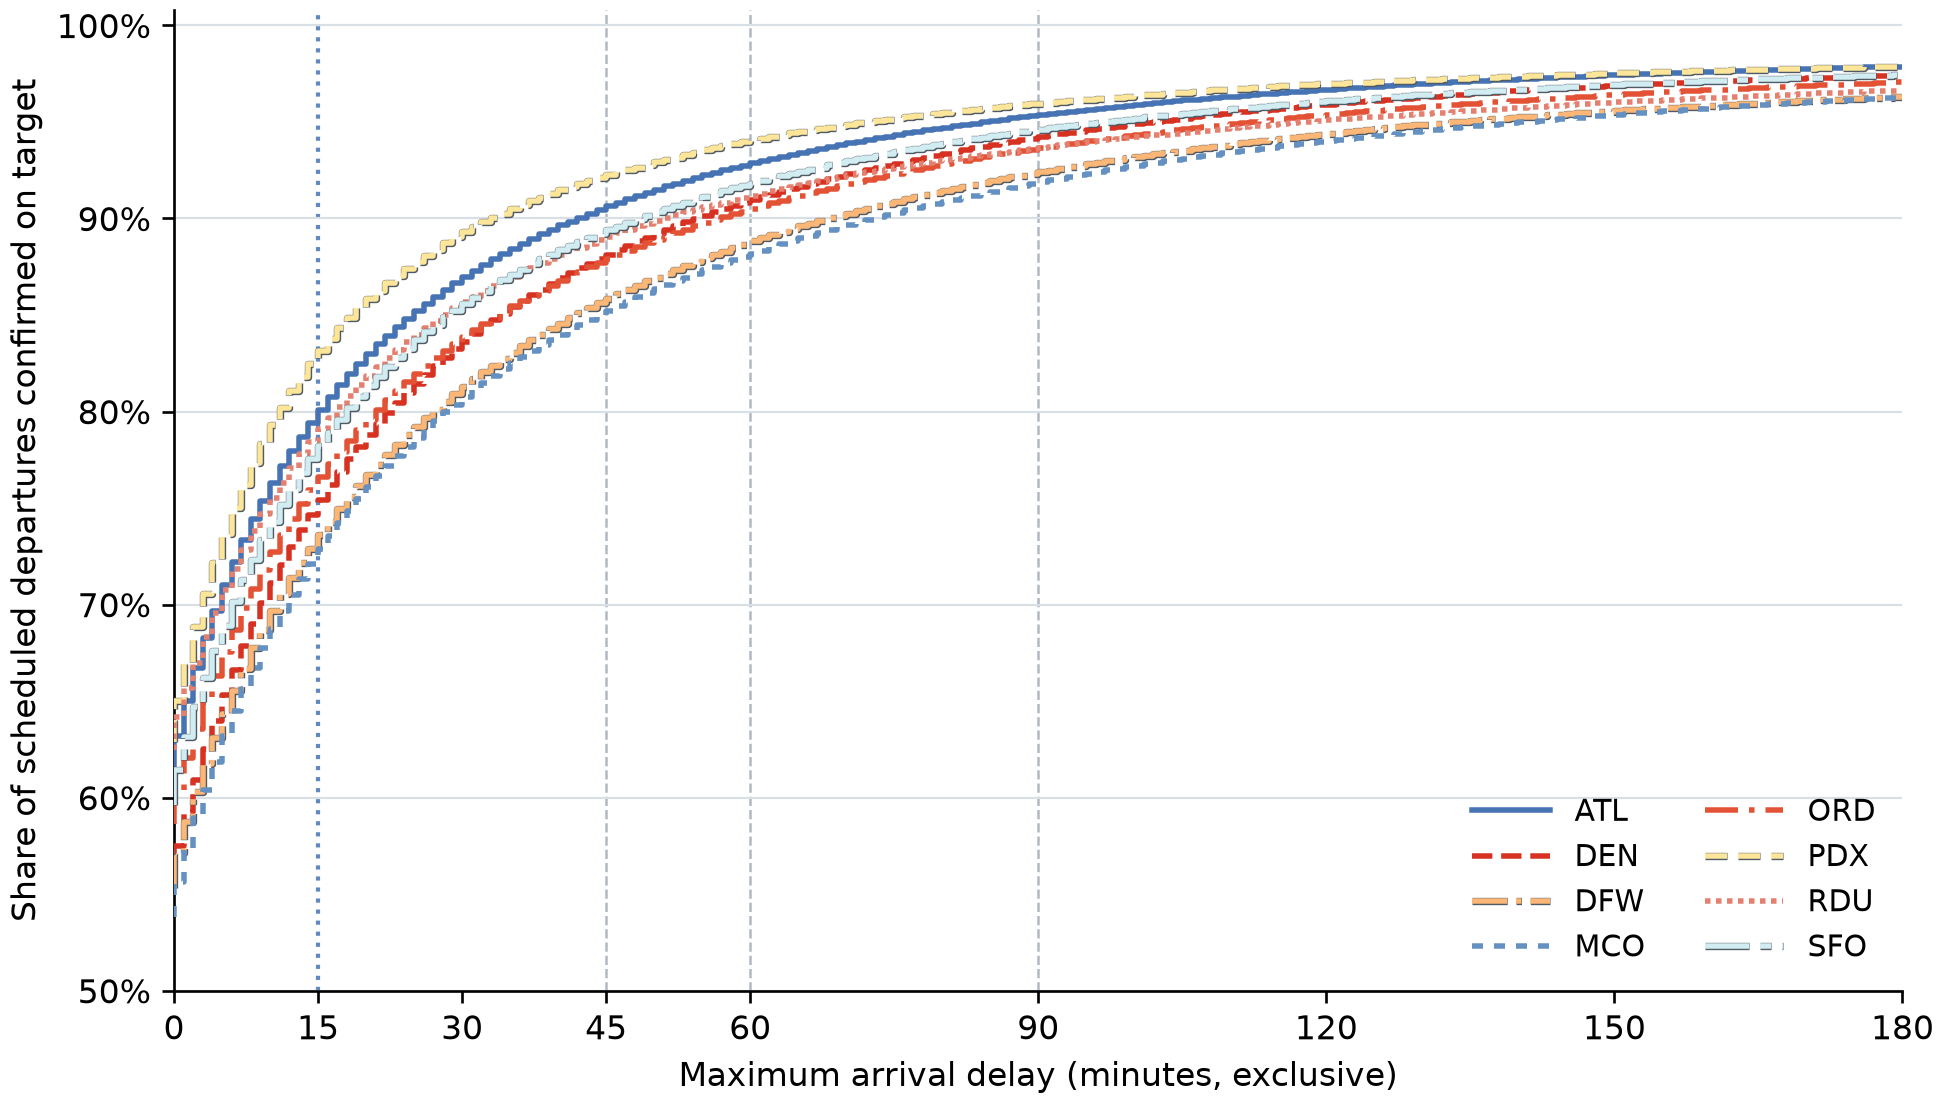 Share of scheduled departures confirmed on target
100%
90%
80%
70%
60%
50%
0 15 30 45 60 90 120 150 180
Maximum arrival delay (minutes, exclusive)
ATL
DEN
DFW
MCO
ORD
PDX
RDU
SFO